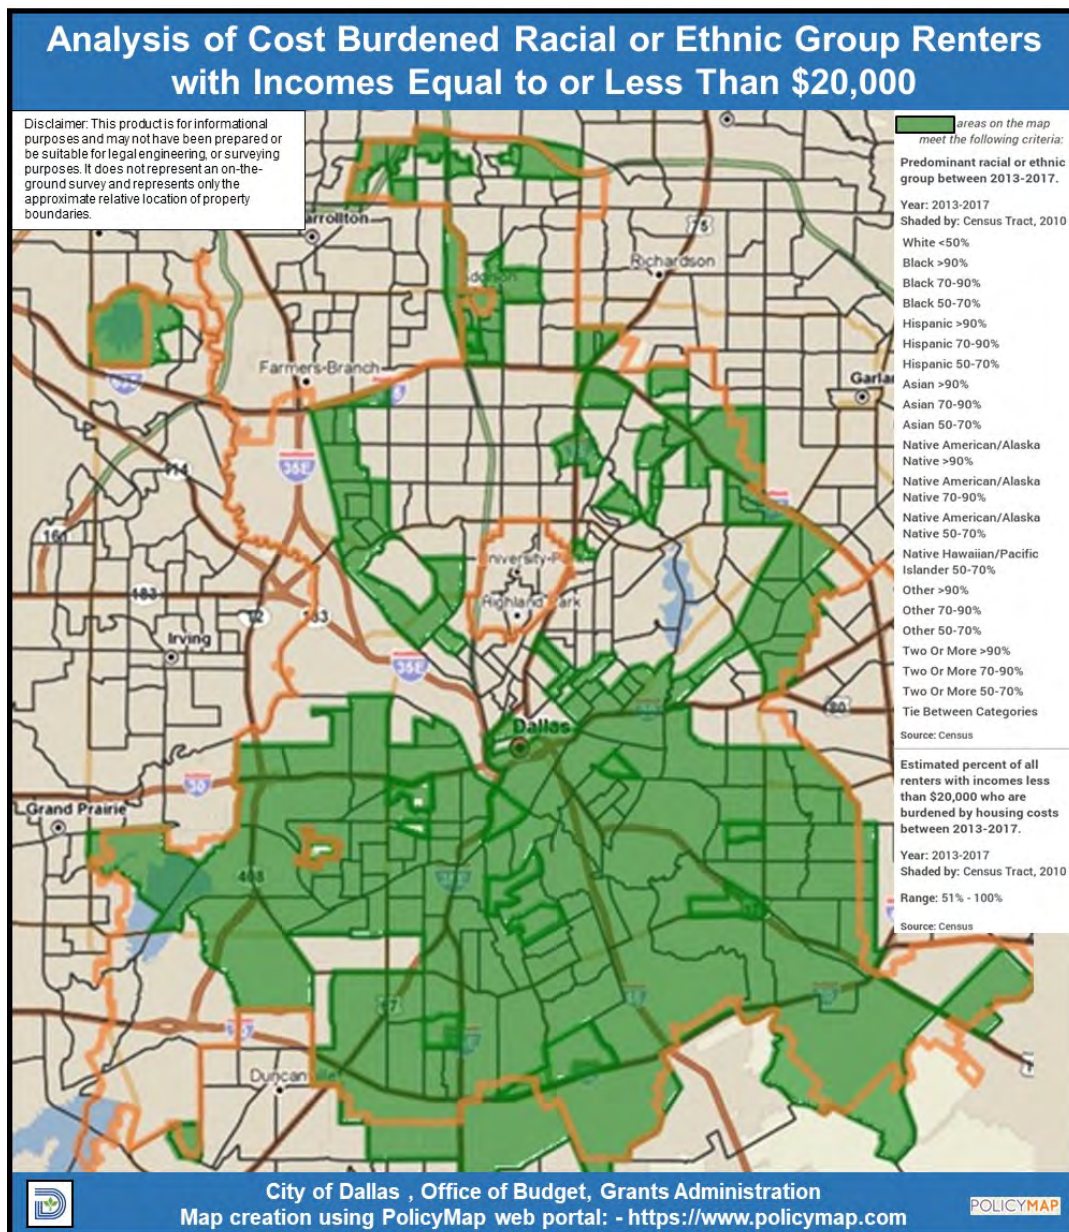 Analysis of Cost Burdened Racial or Ethnic Group Renters
with Incomes Equal to or Less Than $20,000
Disclaimer: This product is for informational
purposes and may not have been prepared or
be suitable for legal engineering, or surveying
purposes. It does not represent an on-the-
ground survey and represents only the
approximate relative location of property
boundaries.
areas on the map
meet the following criteria:
Predominant racial or ethnic
group between 2013-2017.
Year: 2013-2017
Shaded by: Census Tract, 2010
White <50%
Black >90%
Black 70-90%
Black 50-70%
Hispanic >90%
Hispanic 70-90%
Hispanic 50-70%
Asian >90%
Asian 70-90%
Asian 50-70%
Native American/Alaska
Native >90%
Native American/Alaska
Native 70-90%
Native American/Alaska
Native 50-70%
Native Hawaiian/Pacific
Islander 50-70%
Other >90%
Other 70-90%
Other 50-70%
Two Or More >90%
Two Or More 70-90%
Two Or More 50-70%
Tie Between Categories
Source: Census
Estimated percent of all
renters with incomes less
than $20,000 who are
burdened by housing costs
between 2013-2017.
Year: 2013-2017
Shaded by: Census Tract, 2010
Range: 51% - 100%
Source: Census
arrollton
75
Richardson
Addison
Farmers-Branch
Garlan
35E
114
161
University-Park
Highland Park
183
12
183
Irving
35E
80
Dallas
30
Grand Prairie
408
67
Duncanville
City of Dallas , Office of Budget, Grants Administration
Map creation using PolicyMap web portal: - https://www.policymap.com
POLICYMAP